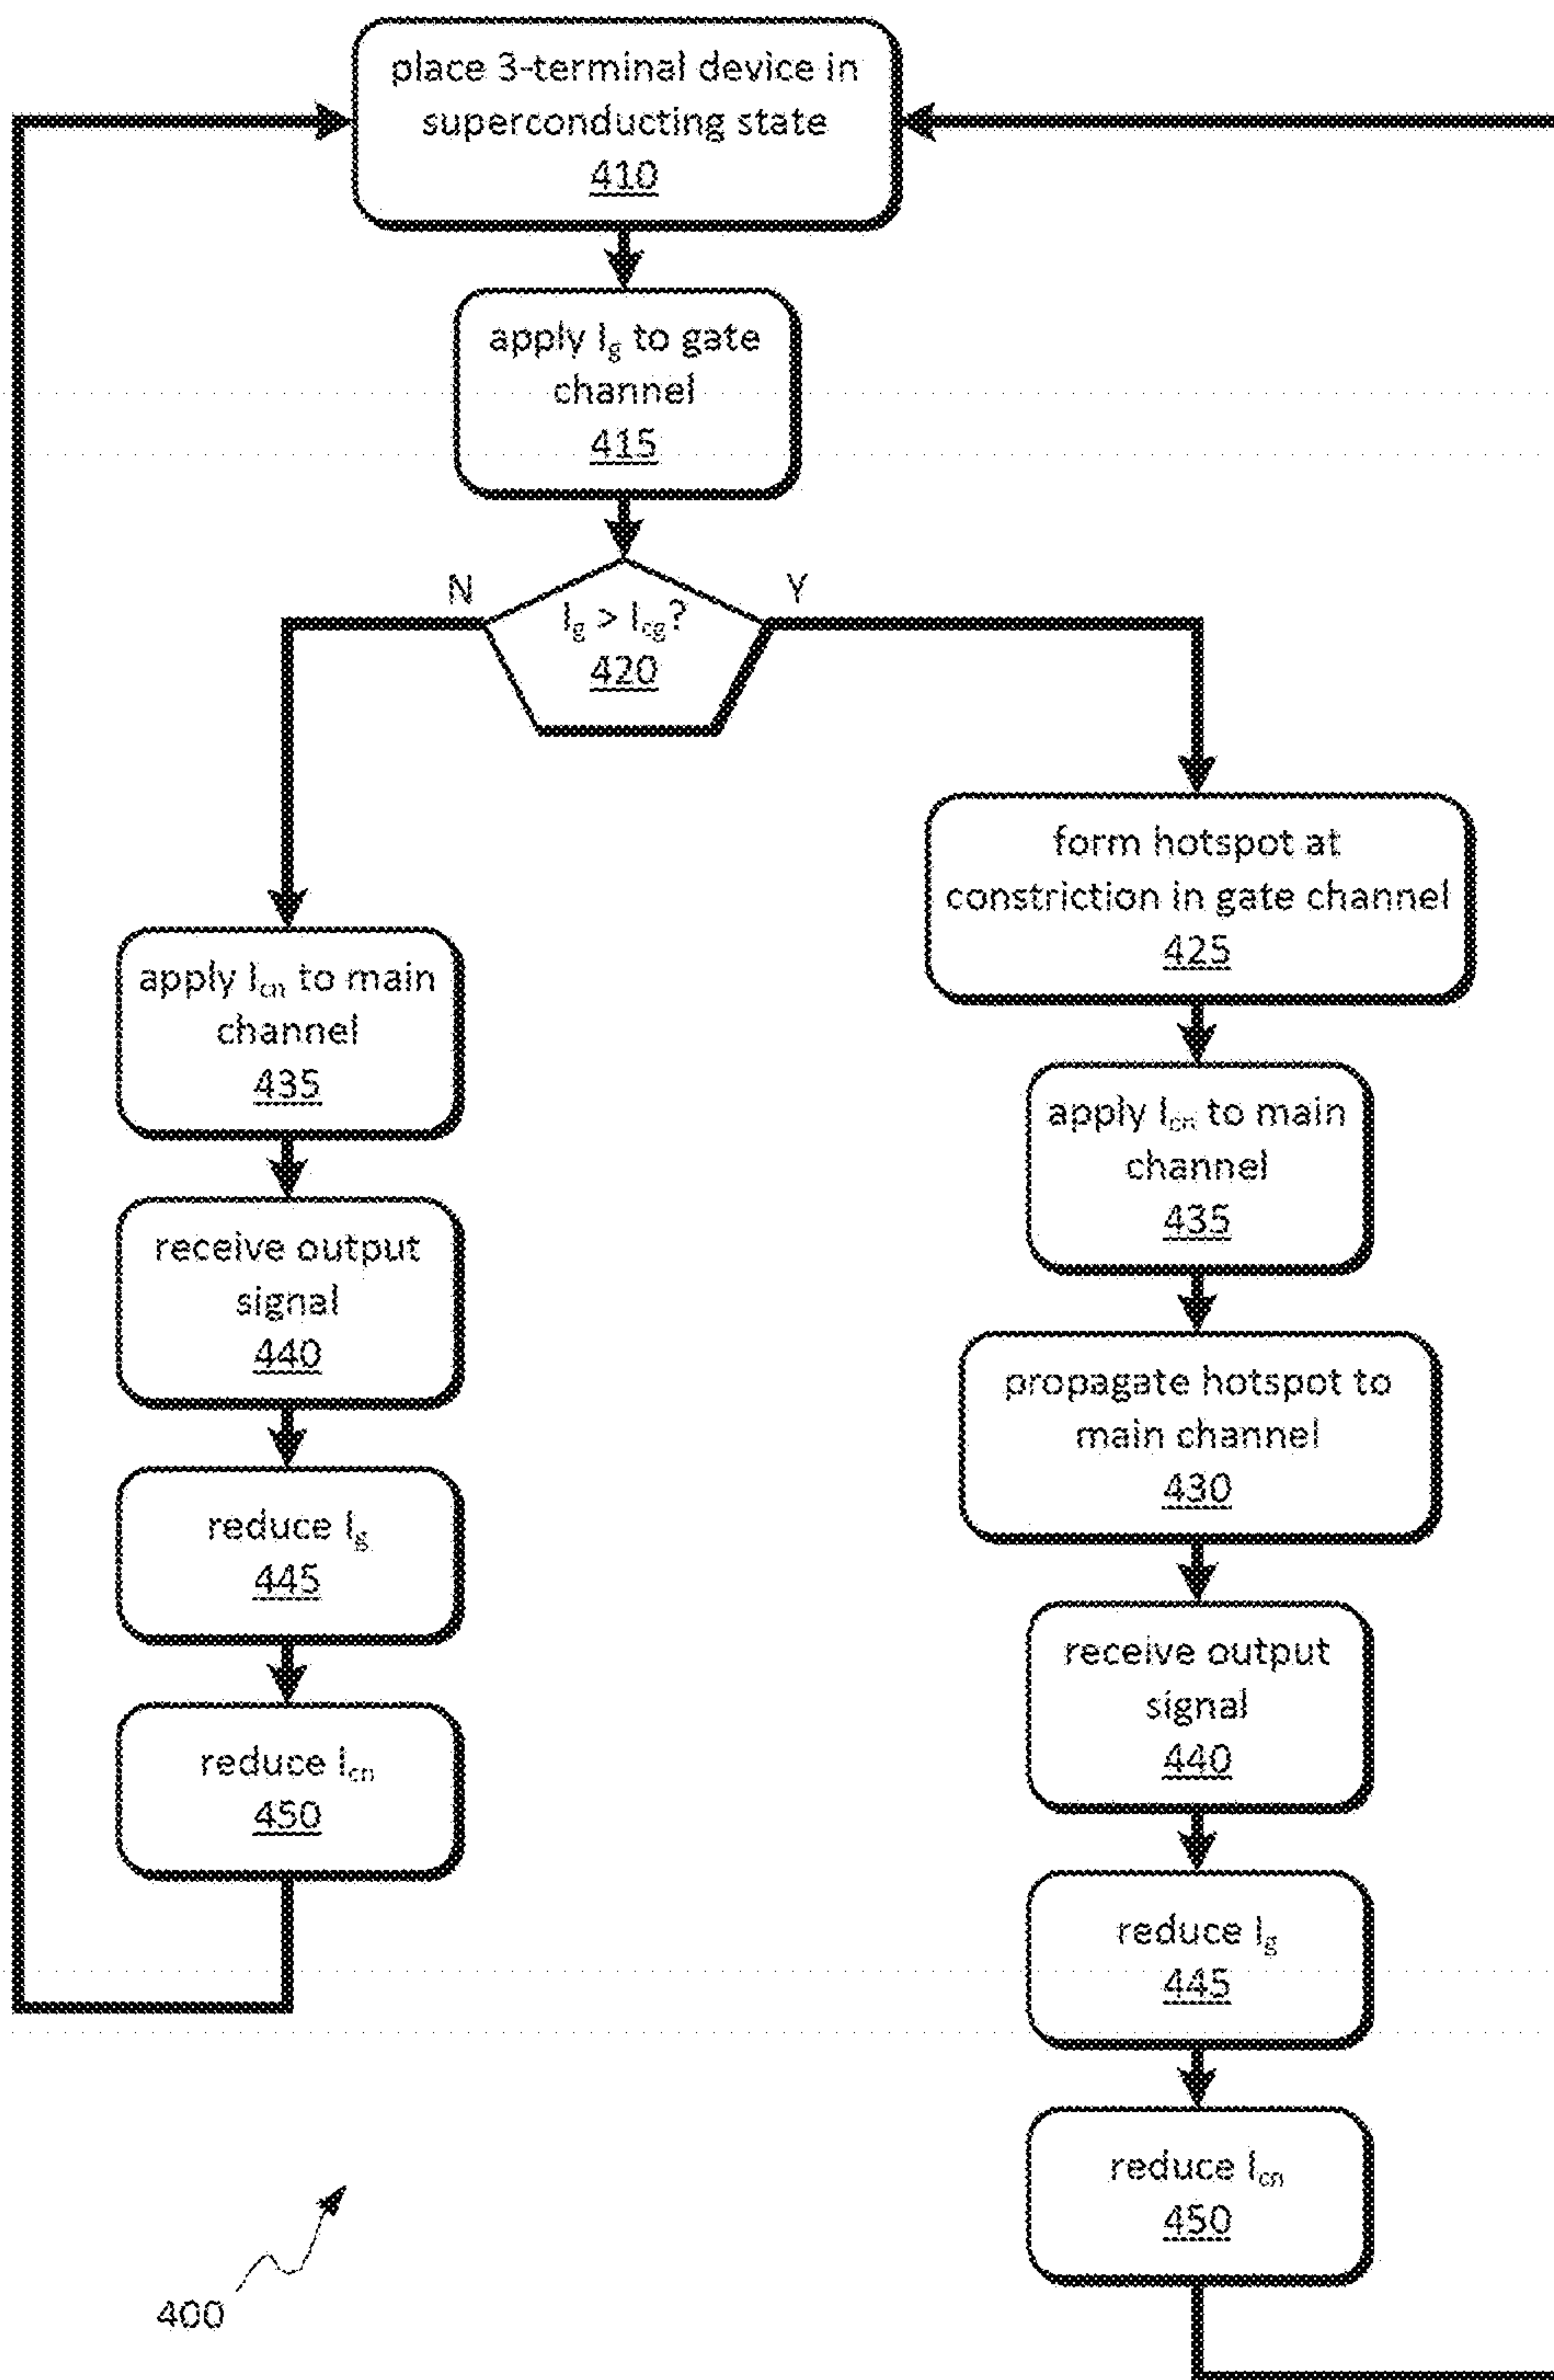 place 3-terminal device in
superconducting state
410
apply Ig to gate
channel
415
N
Y
Ig > Icg?
420
form hotspot at
constriction in gate channel
425
apply Icn to main
channel
435
apply Icn to main
channel
435
receive output
signal
440
propagate hotspot to
main channel
430
reduce Ig
445
receive output
signal
440
reduce Icn
450
reduce Ig
445
reduce Icn
450
400